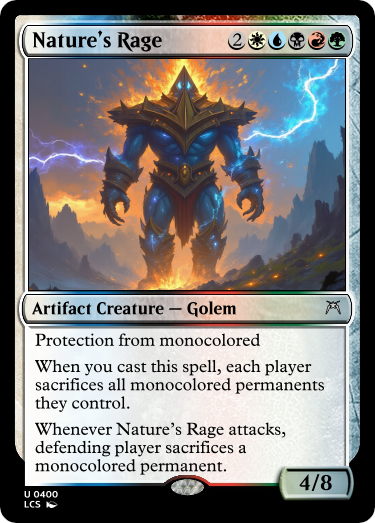 Nature's Rage 2
Artifact Creature — Golem
Protection from monocolored
When you cast this spell, each player
sacrifices all monocolored permanents
they control.
Whenever Nature's Rage attacks,
defending player sacrifices a
monocolored permanent.
4/8
U 0400
LCS